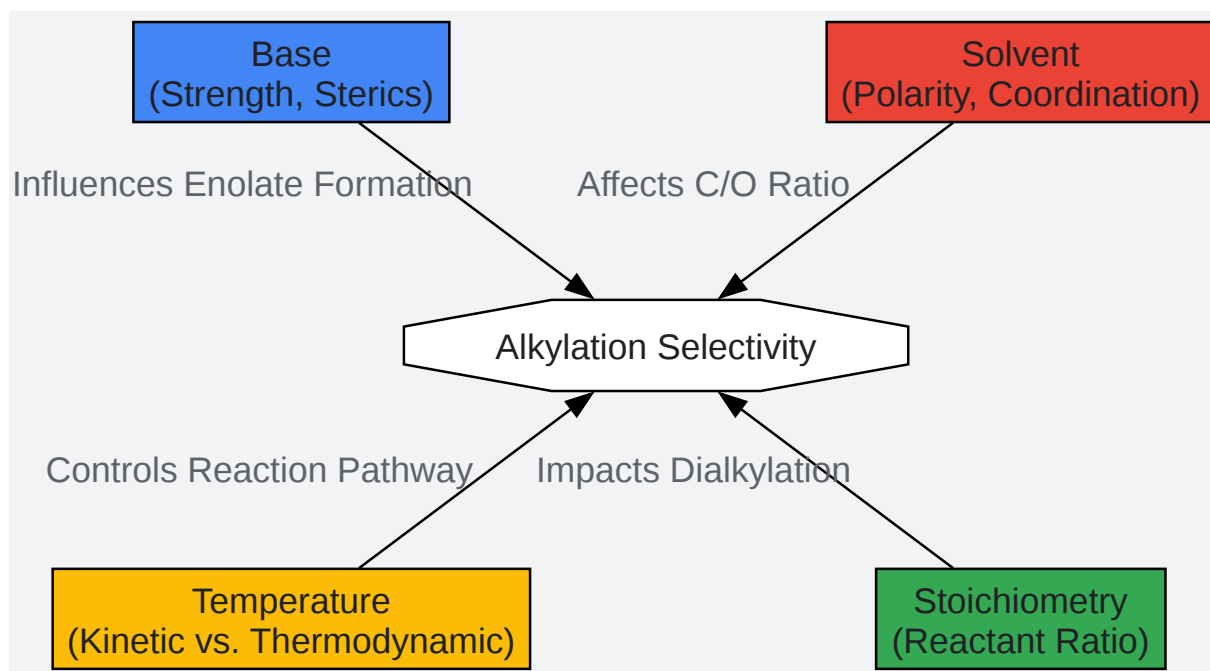 Base
(Strength, Sterics)
Solvent
(Polarity, Coordination)
Influences Enolate Formation
Affects C/O Ratio
Alkylation Selectivity
Controls Reaction Pathway
Impacts Dialkylation
Temperature
(Kinetic vs. Thermodynamic)
Stoichiometry
(Reactant Ratio)